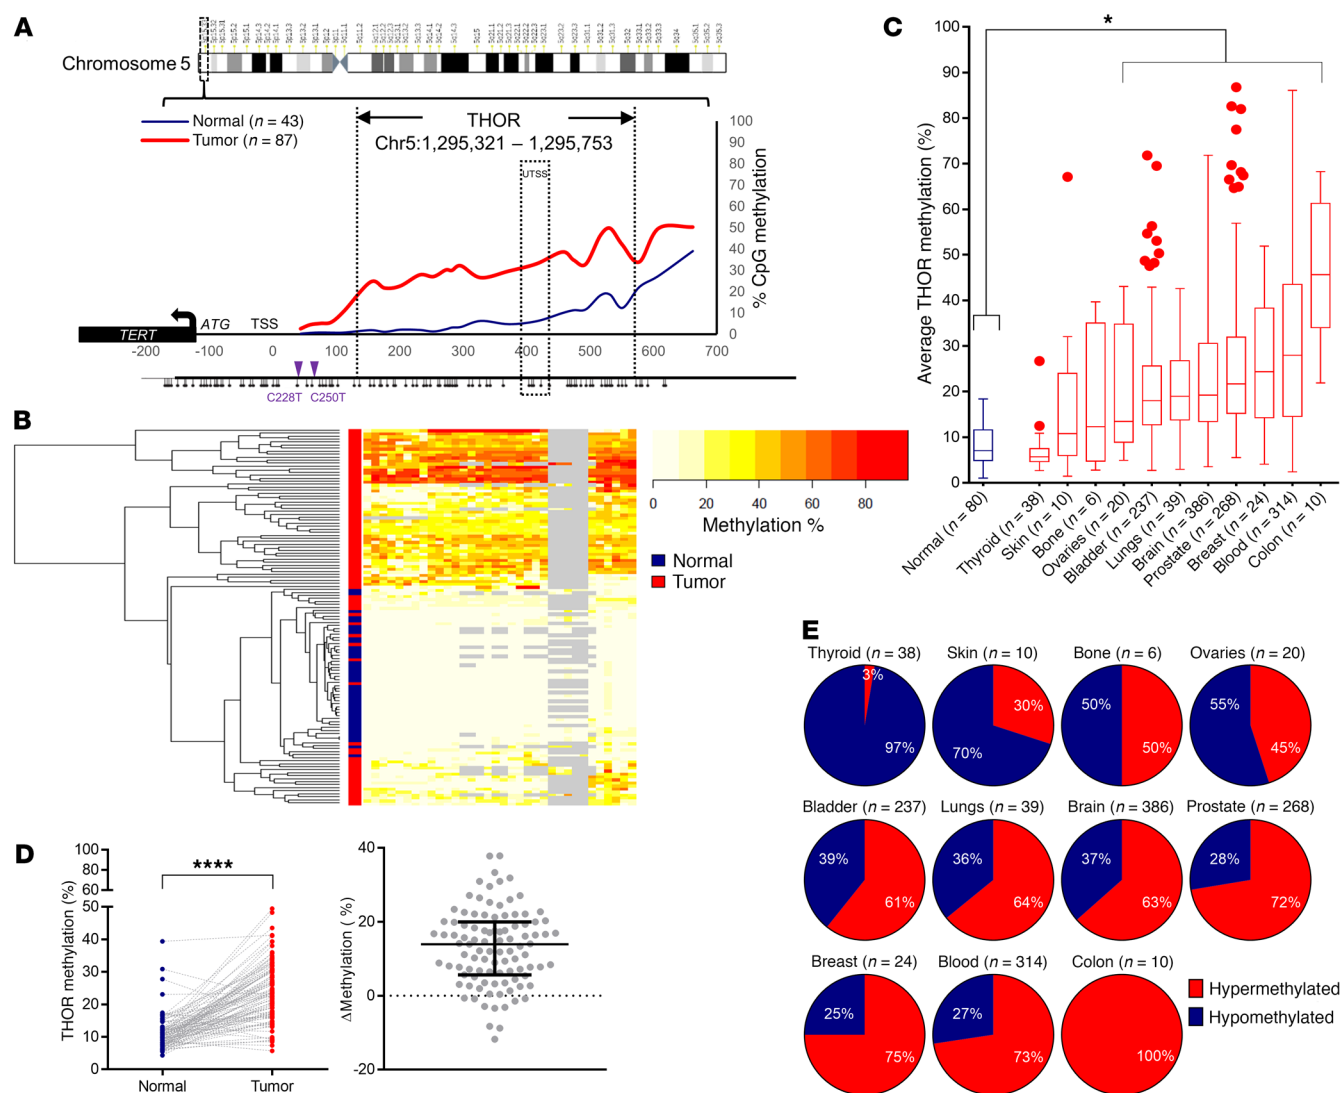 A
Chromosome 5
Normal (n = 43)
Tumor (n = 87)
THOR
Chr5:1,295,321 – 1,295,753
UTSS
100
90
80
70
60
50
40
30
20
10
0
% CpG methylation
TERT
ATG
TSS
-200 -100 0 100 200 300 400 500 600 700
C228T C250T
B
0 20 40 60 80
Methylation %
Normal
Tumor
C
*
Average THOR methylation (%)
100
90
80
70
60
50
40
30
20
10
0
Normal (n = 80)
Thyroid (n = 38)
Skin (n = 10)
Bone (n = 6)
Ovaries (n = 20)
Bladder (n = 237)
Lungs (n = 39)
Brain (n = 386)
Prostate (n = 268)
Breast (n = 24)
Blood (n = 314)
Colon (n = 10)
D
THOR methylation (%)
100
80
60
50
40
30
20
10
0
****
Normal Tumor
ΔMethylation ( %)
40
20
0
-20
E
Thyroid (n = 38) Skin (n = 10) Bone (n = 6) Ovaries (n = 20)
3% 97%
30% 70%
50% 50%
55% 45%
Bladder (n = 237) Lungs (n = 39) Brain (n = 386) Prostate (n = 268)
39% 61%
36% 64%
37% 63%
28% 72%
Breast (n = 24) Blood (n = 314) Colon (n = 10)
25% 75%
27% 73%
100%
Hypermethylated
Hypomethylated